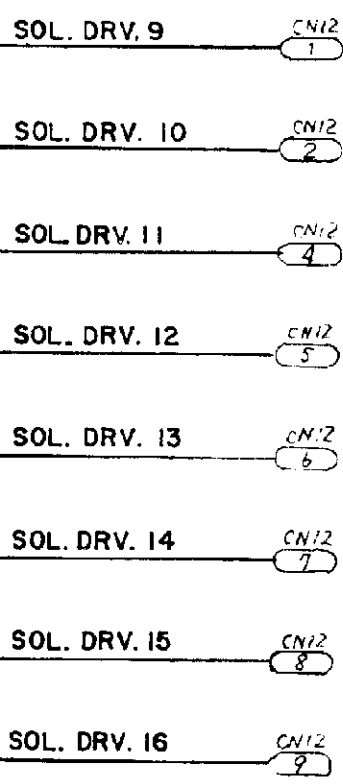 SOL. DRV. 9 CN12
1
SOL. DRV. 10 CN12
2
SOL. DRV. 11 CN12
4
SOL. DRV. 12 CN12
5
SOL. DRV. 13 CN12
6
SOL. DRV. 14 CN12
7
SOL. DRV. 15 CN12
8
SOL. DRV. 16 CN12
9